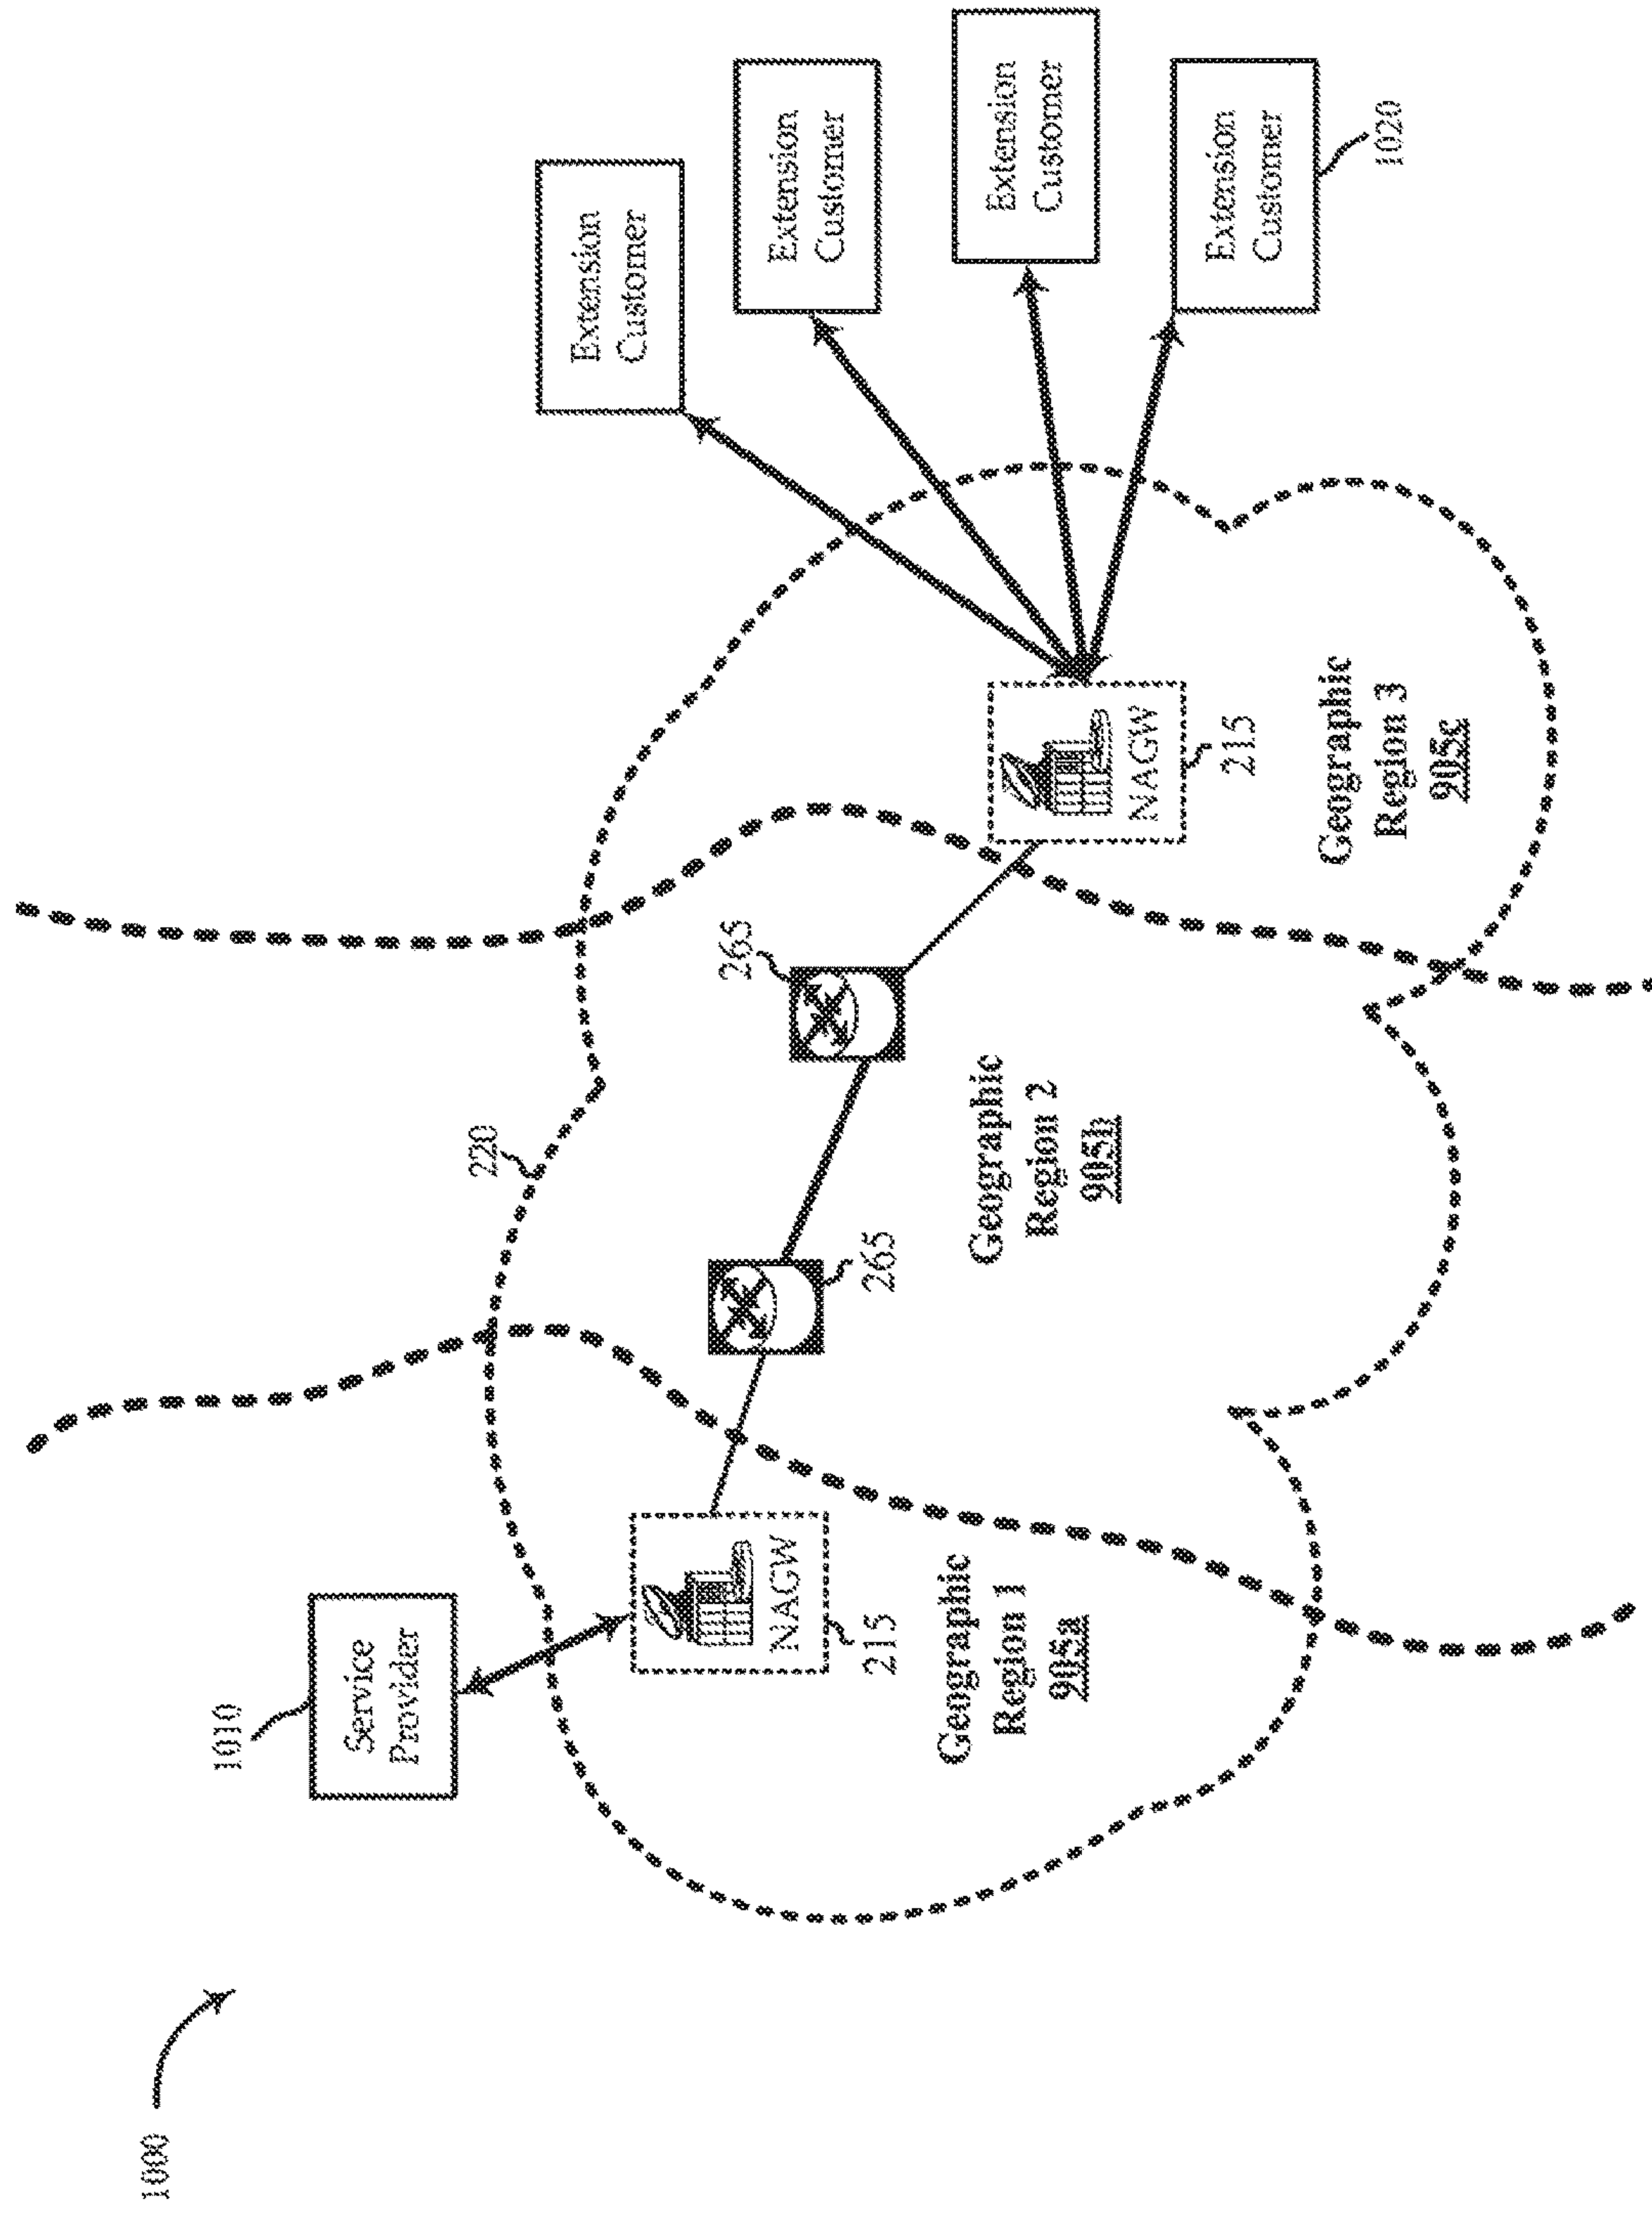 1000
1010
Service
Provider
NAGW
215
Geographic
Region 1
905a
220
265
265
Geographic
Region 2
905b
NAGW
215
Geographic
Region 3
905c
Extension
Customer
Extension
Customer
Extension
Customer
Extension
Customer
1020